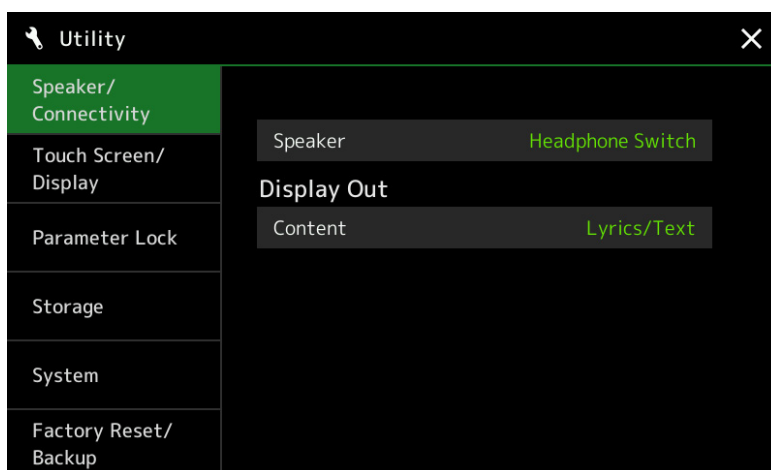 Utility
Speaker/
Connectivity
Touch Screen/
Display
Parameter Lock
Storage
System
Factory Reset/
Backup
Speaker Headphone Switch
Display Out
Content Lyrics/Text